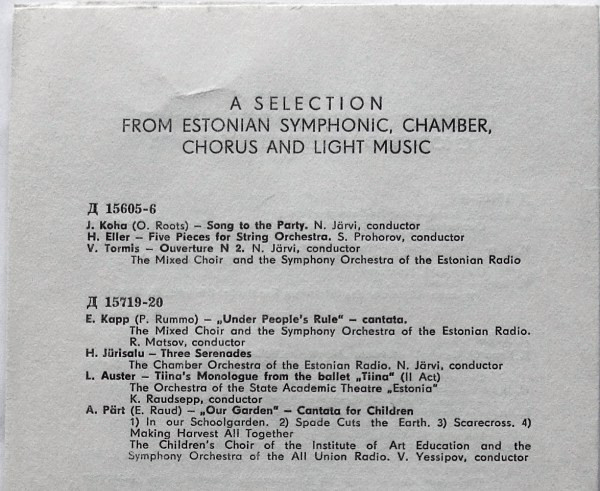 A SELECTION
FROM ESTONIAN SYMPHONIC, CHAMBER,
CHORUS AND LIGHT MUSIC
Д 15605-6
J. Koha (O. Roots) – Song to the Party. N. Järvi, conductor
H. Eller – Five Pieces for String Orchestra. S. Prohorov, conductor
V. Tormis – Ouverture N 2. N. Järvi, conductor
The Mixed Choir and the Symphony Orchestra of the Estonian Radio
Д 15719-20
E. Kapp (P. Rummo) – „Under People's Rule" – cantata.
The Mixed Choir and the Symphony Orchestra of the Estonian Radio.
R. Matsov, conductor
H. Jürisalu – Three Serenades
The Chamber Orchestra of the Estonian Radio. N. Järvi, conductor
L. Auster – Tiina's Monologue from the ballet „Tiina" (II Act)
The Orchestra of the State Academic Theatre „Estonia"
K. Raudsepp, conductor
A. Pärt (E. Raud) – „Our Garden" – Cantata for Children
1) In our Schoolgarden. 2) Spade Cuts the Earth. 3) Scarecross. 4)
Making Harvest All Together
The Children's Choir of the Institute of Art Education and the
Symphony Orchestra of the All Union Radio. V. Yessipov, conductor